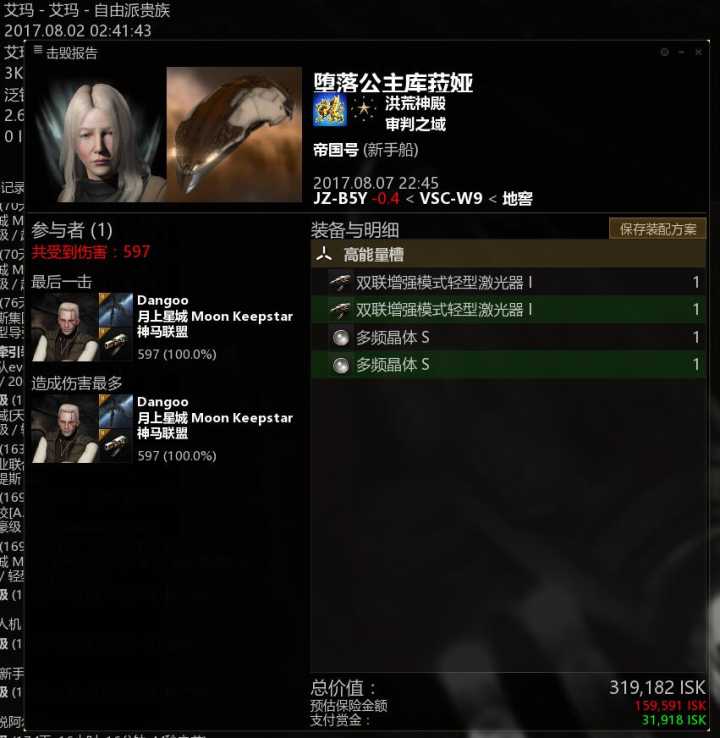 艾玛 - 艾玛 - 自由派贵族
2017.08.02 02:41:43
击毁报告
堕落公主库菈娅
洪荒神殿
审判之域
帝国号 (新手船)
2017.08.07 22:45
JZ-B5Y -0.4 < VSC-W9 < 地窖
参与者 (1)
共受到伤害：597
最后一击
Dangoo
月上星城 Moon Keepstar
神马联盟
597 (100.0%)
造成伤害最多
Dangoo
月上星城 Moon Keepstar
神马联盟
597 (100.0%)
装备与明细
保存装配方案
高能量槽
双联增强模式轻型激光器 I 1
双联增强模式轻型激光器 I 1
多频晶体 S 1
多频晶体 S 1
总价值： 319,182 ISK
预估保险金额 159,591 ISK
支付赏金： 31,918 ISK